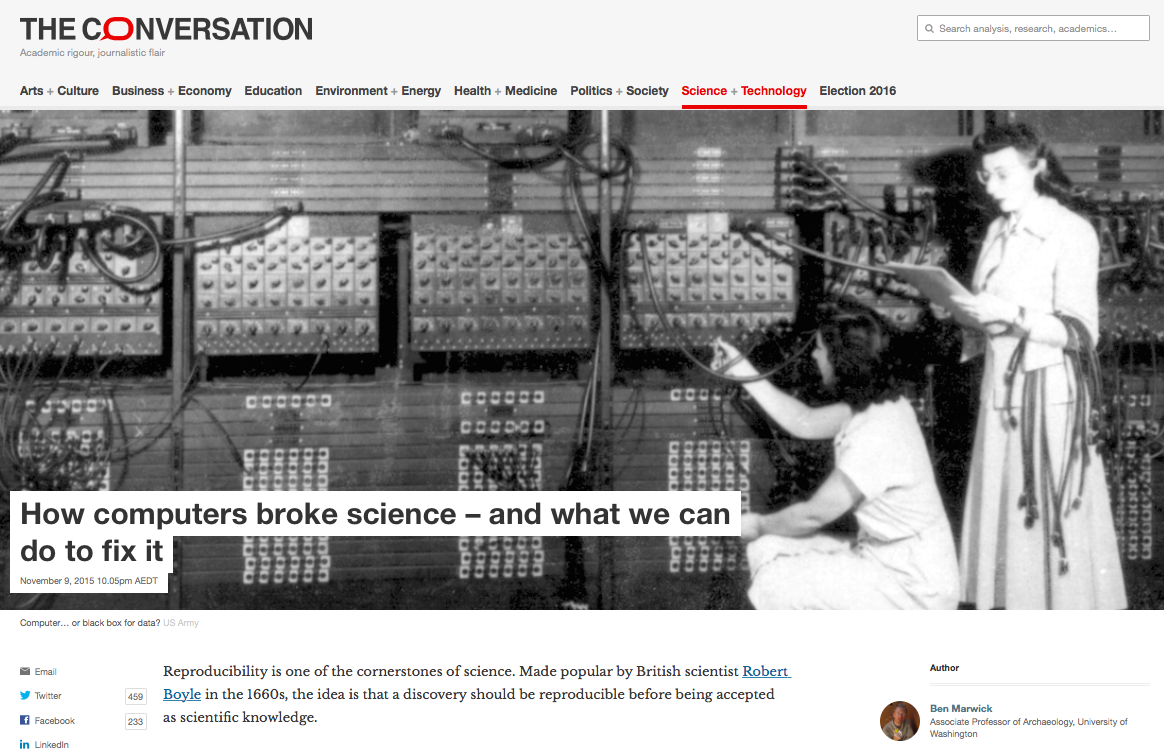 THE CONVERSATION
Academic rigour, journalistic flair
Search analysis, research, academics…
Arts + Culture Business + Economy Education Environment + Energy Health + Medicine Politics + Society Science + Technology Election 2016
How computers broke science – and what we can
do to fix it
November 9, 2015 10.05pm AEDT
Computer… or black box for data? US Army
Email
Twitter 459
Facebook 233
LinkedIn
Reproducibility is one of the cornerstones of science. Made popular by British scientist Robert
Boyle in the 1660s, the idea is that a discovery should be reproducible before being accepted
as scientific knowledge.
Author
Ben Marwick
Associate Professor of Archaeology, University of
Washington